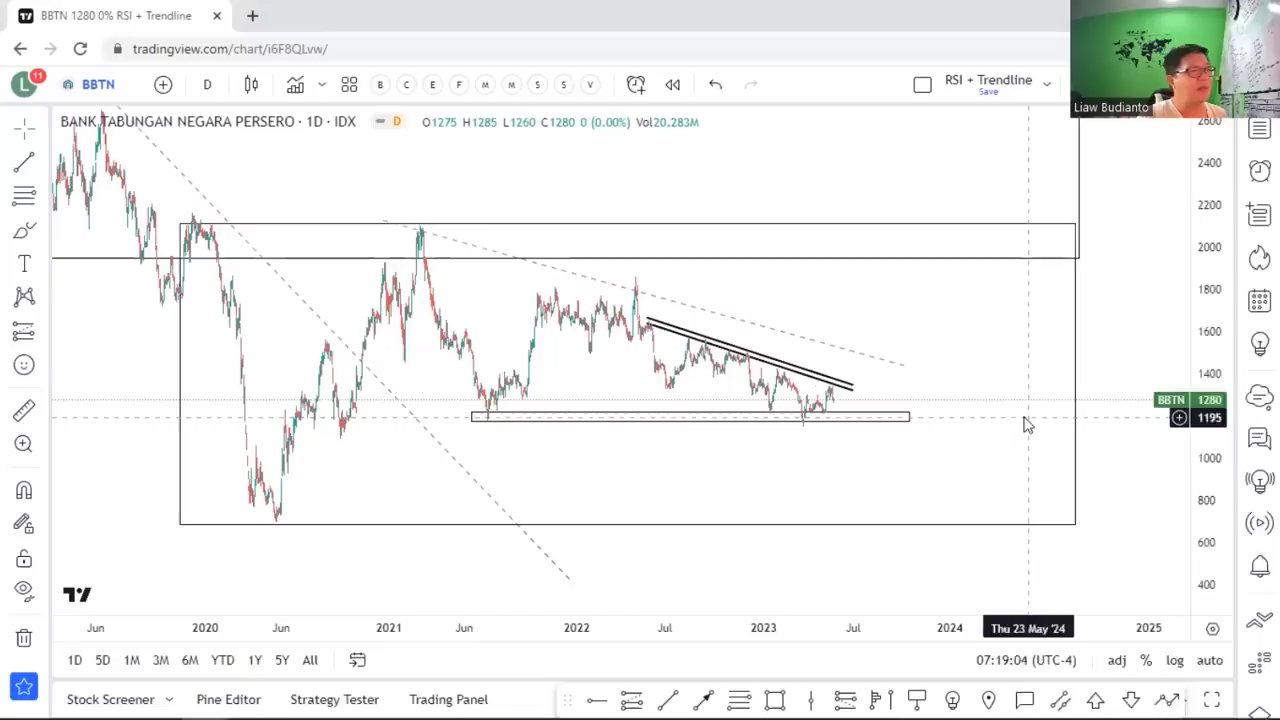 BBTN 1280 0% RSI + Trendline
tradingview.com/chart/i6F8QLvw/
Liaw Budianto
L 11 BBTN D B C E F M M S S V RSI + Trendline
Save
BANK TABUNGAN NEGARA PERSERO · 1D · IDX D O1275 H1285 L1260 C1280 0 (0.00%) Vol20.283M
2600
2400
2200
2000
1800
1600
1400
BBTN 1280
1195
1000
800
600
400
Jun 2020 Jun 2021 Jun 2022 Jul 2023 Jul 2024 Thu 23 May '24 2025
1D 5D 1M 3M 6M YTD 1Y 5Y All 07:19:04 (UTC-4) adj % log auto
Stock Screener Pine Editor Strategy Tester Trading Panel